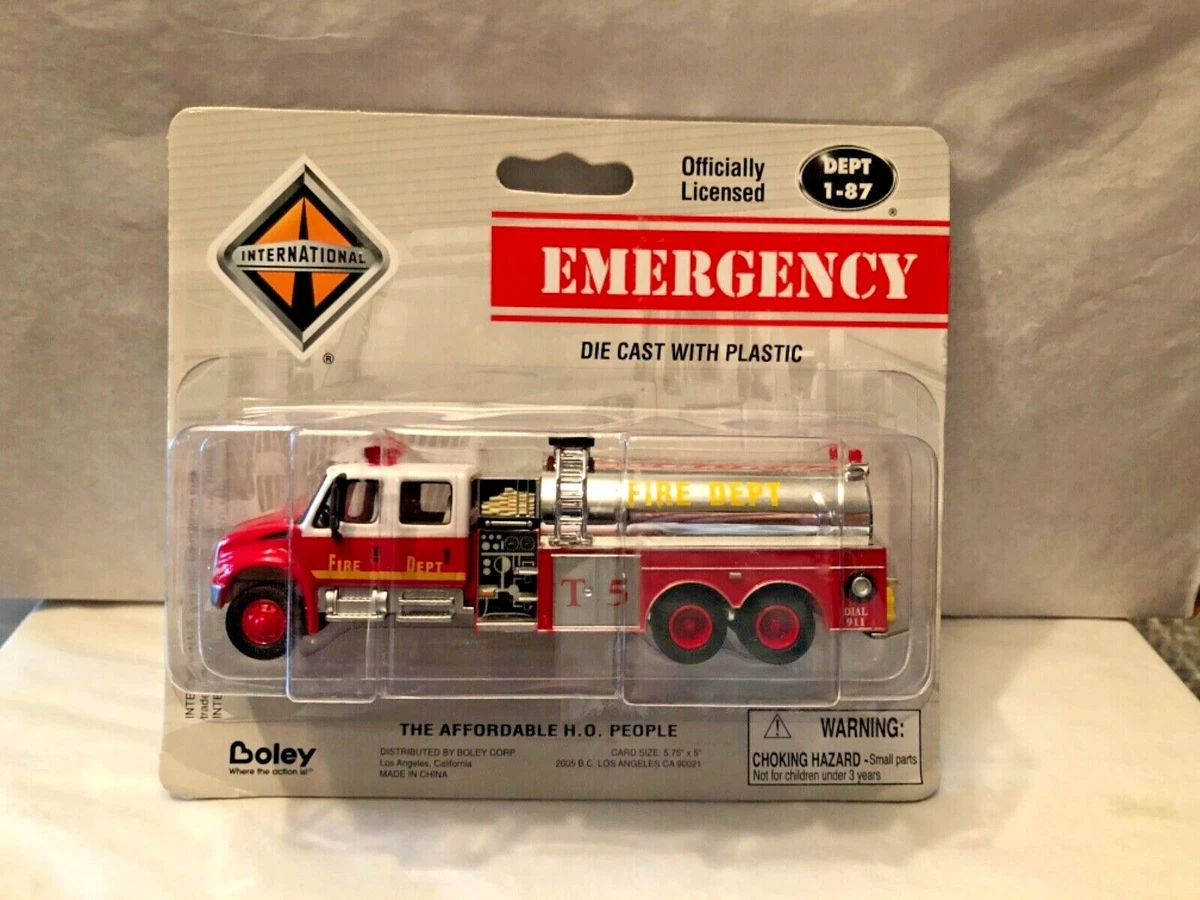 Officially
Licensed
DEPT
1-87
®
INTERNATIONAL
®
EMERGENCY
DIE CAST WITH PLASTIC
FIRE DEPT
FIRE DEPT
T-5
DIAL
911
INTE
trade
INTE
THE AFFORDABLE H.O. PEOPLE
Boley
Where the action is!®
DISTRIBUTED BY BOLEY CORP.
Los Angeles, California
MADE IN CHINA
CARD SIZE: 5.75" x 5"
2005 B.C. LOS ANGELES CA 90021
WARNING:
CHOKING HAZARD - Small parts
Not for children under 3 years